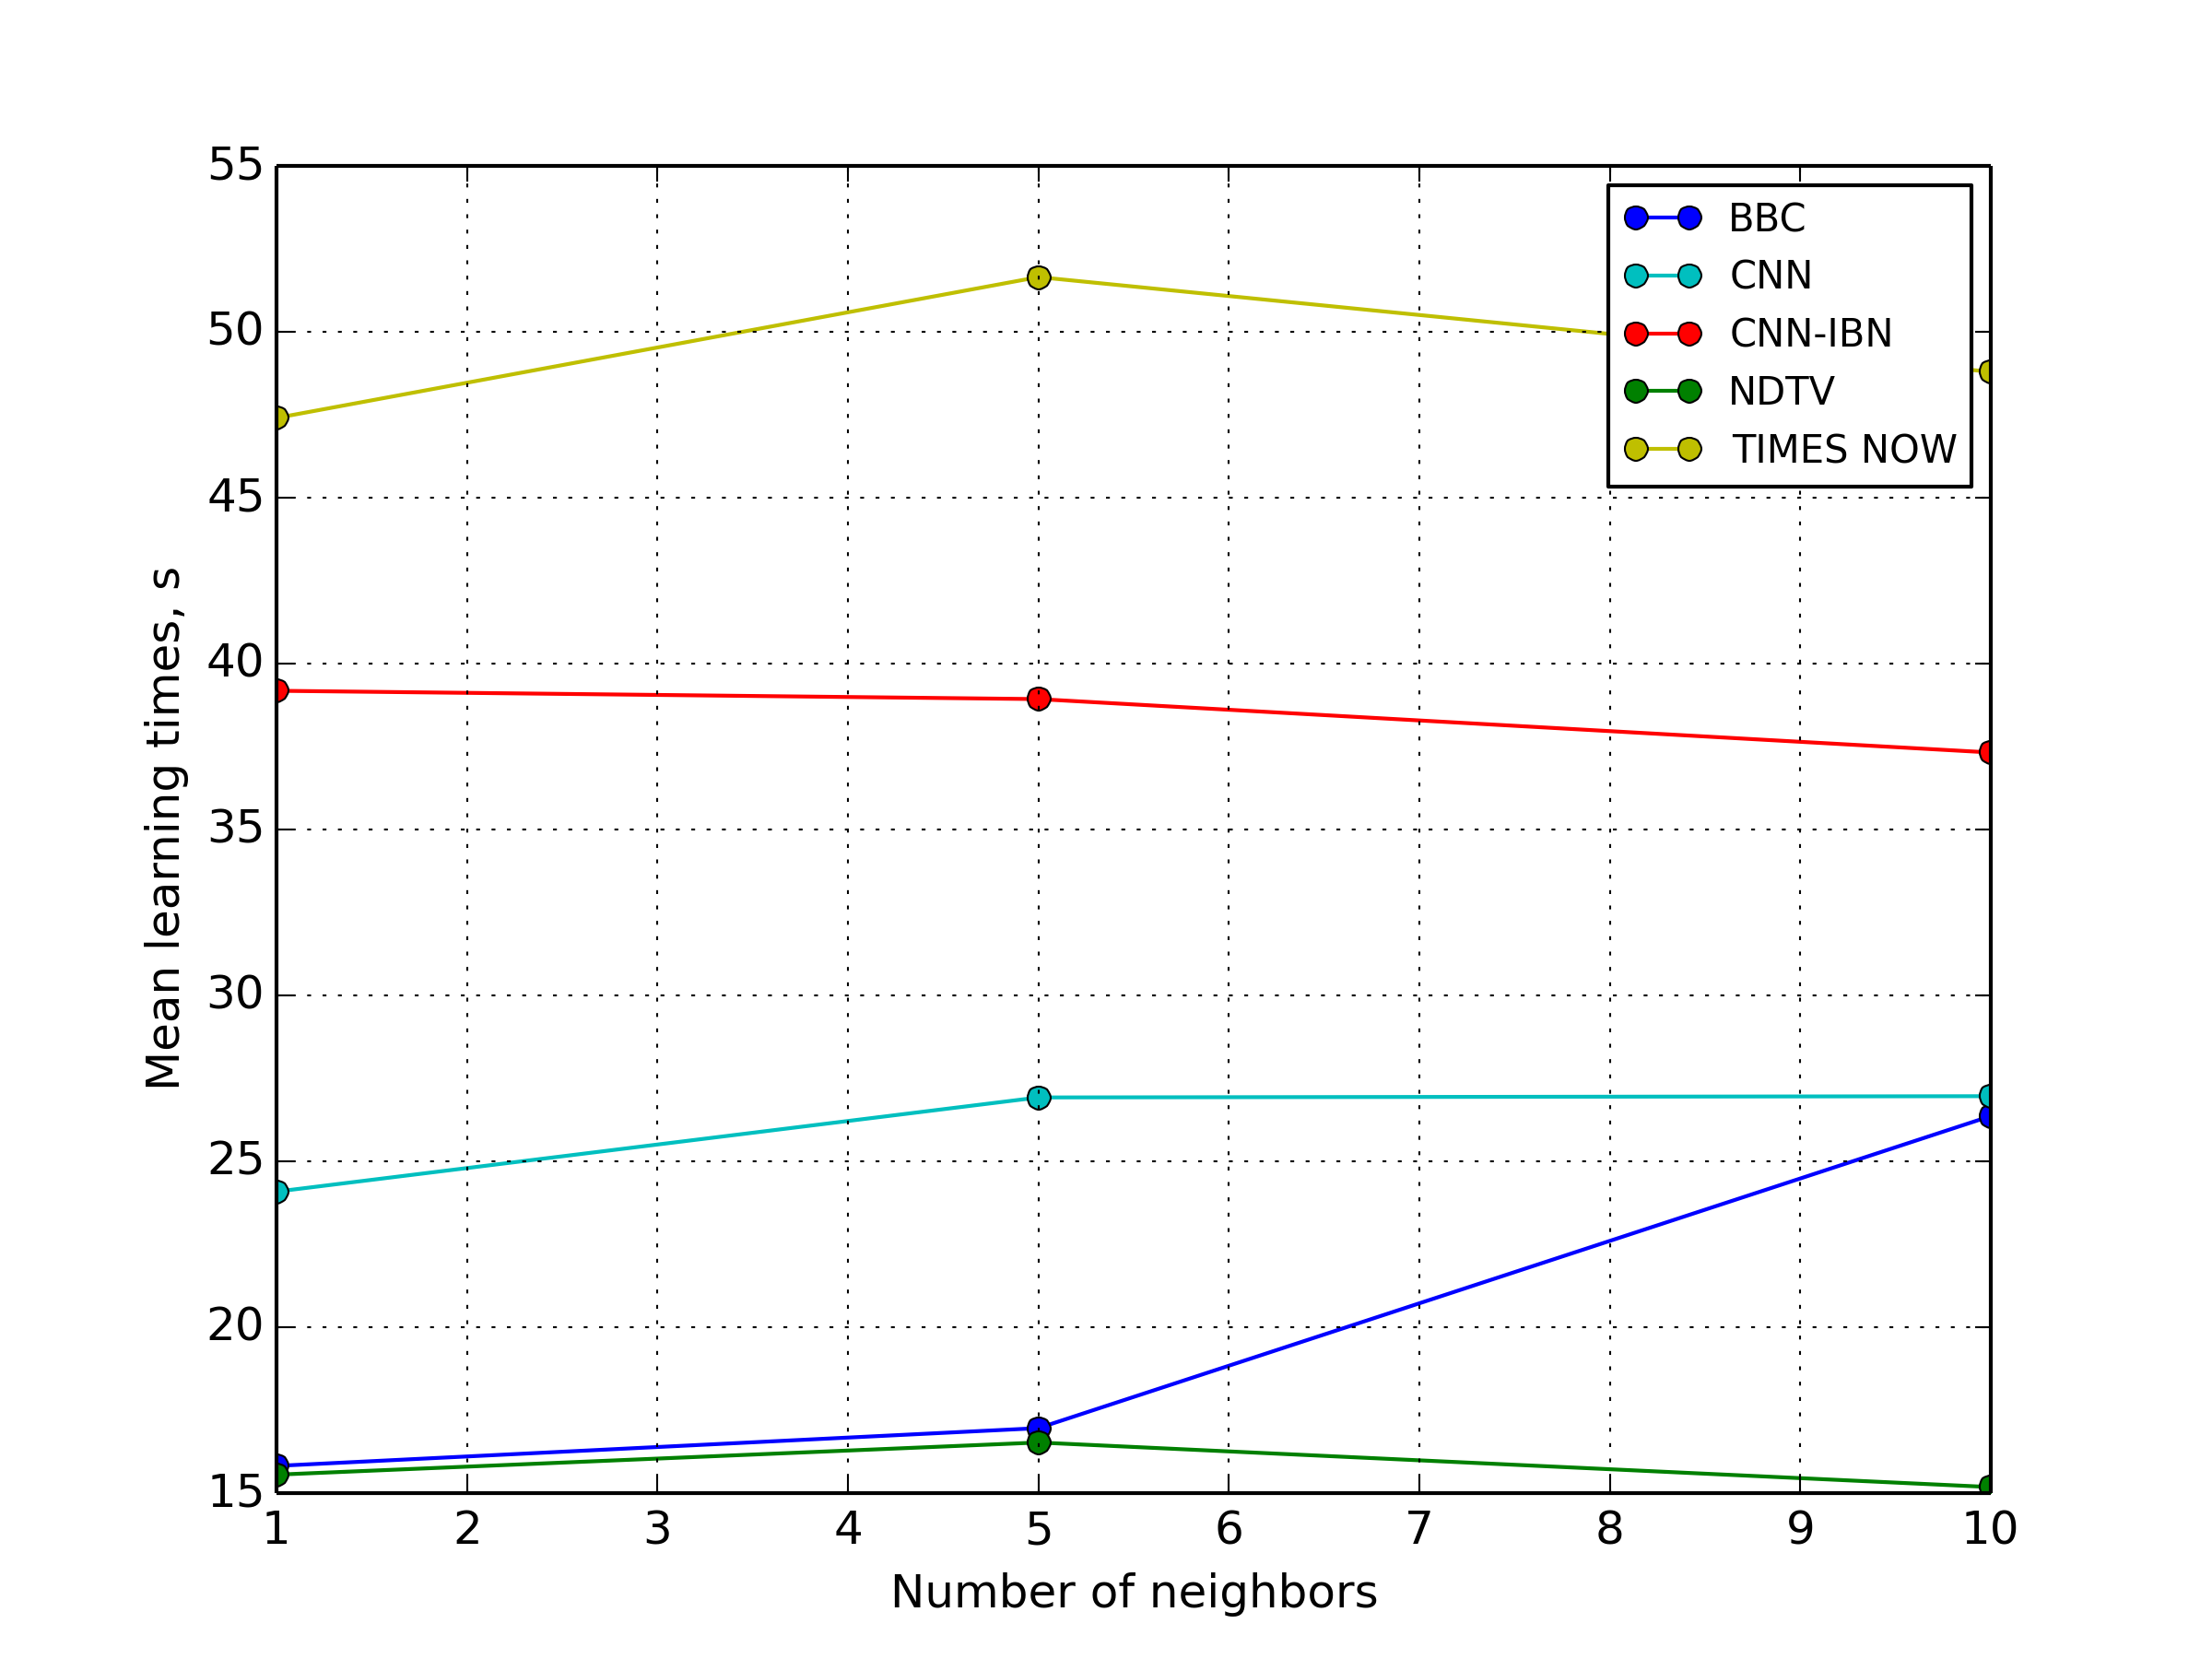 55
50
45
40
35
30
25
20
15
1 2 3 4 5 6 7 8 9 10
Mean learning times, s
Number of neighbors
BBC
CNN
CNN-IBN
NDTV
TIMES NOW